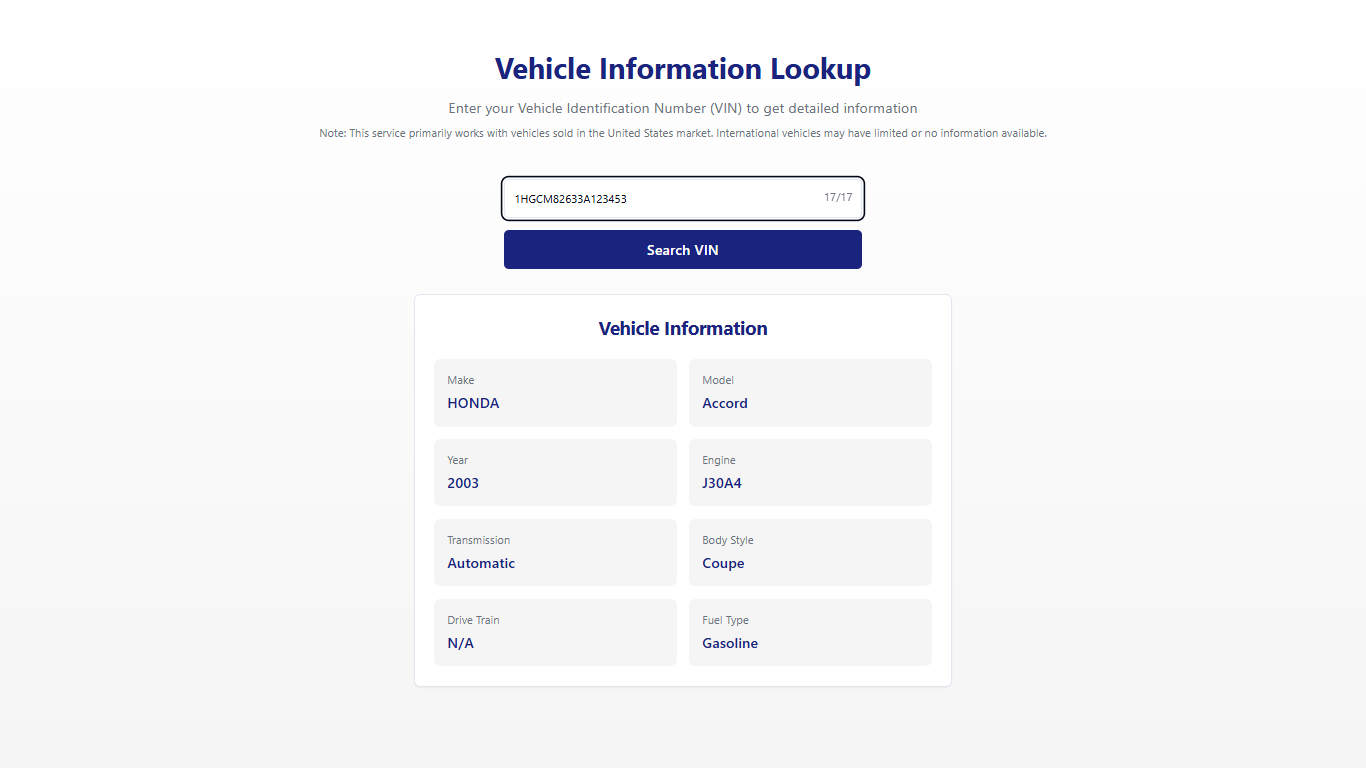 Vehicle Information Lookup
Enter your Vehicle Identification Number (VIN) to get detailed information
Note: This service primarily works with vehicles sold in the United States market. International vehicles may have limited or no information available.
1HGCM82633A123453 17/17
Search VIN
Vehicle Information
Make Model
HONDA Accord
Year Engine
2003 J30A4
Transmission Body Style
Automatic Coupe
Drive Train Fuel Type
N/A Gasoline